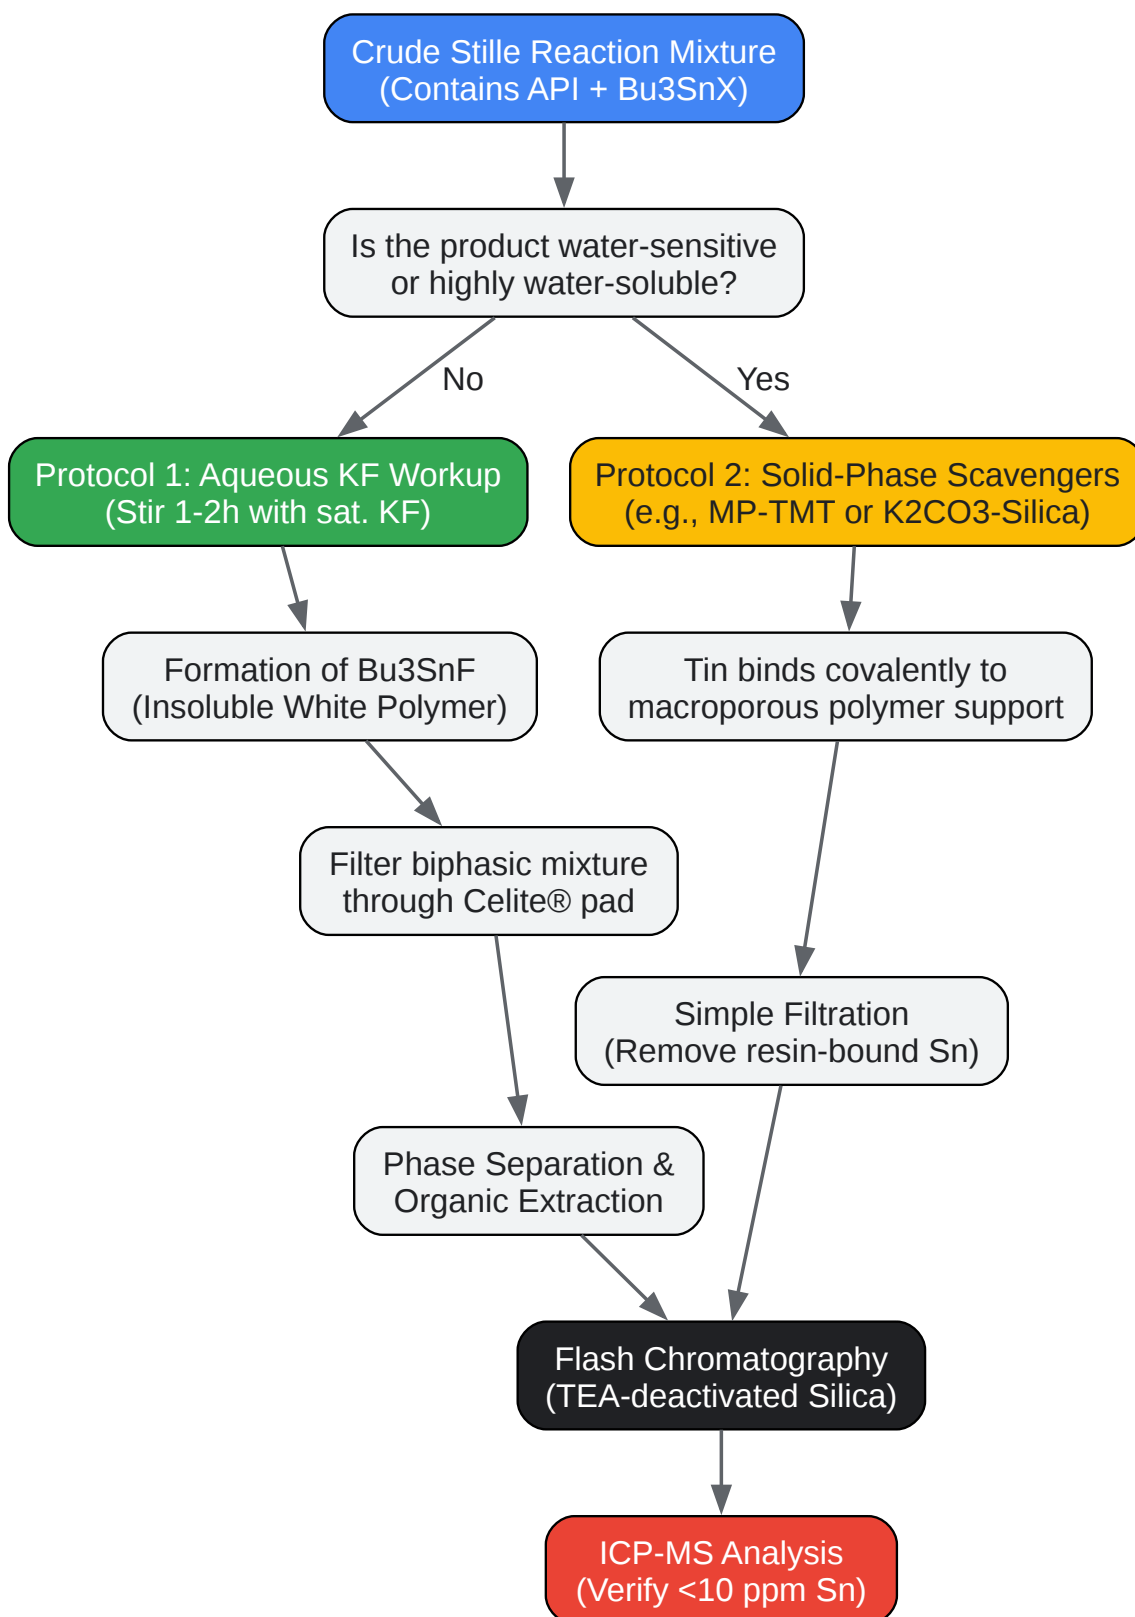 Crude Stille Reaction Mixture
(Contains API + Bu3SnX)
Is the product water-sensitive
or highly water-soluble?
No
Yes
Protocol 1: Aqueous KF Workup
(Stir 1-2h with sat. KF)
Protocol 2: Solid-Phase Scavengers
(e.g., MP-TMT or K2CO3-Silica)
Formation of Bu3SnF
(Insoluble White Polymer)
Tin binds covalently to
macroporous polymer support
Filter biphasic mixture
through Celite® pad
Simple Filtration
(Remove resin-bound Sn)
Phase Separation &
Organic Extraction
Flash Chromatography
(TEA-deactivated Silica)
ICP-MS Analysis
(Verify <10 ppm Sn)